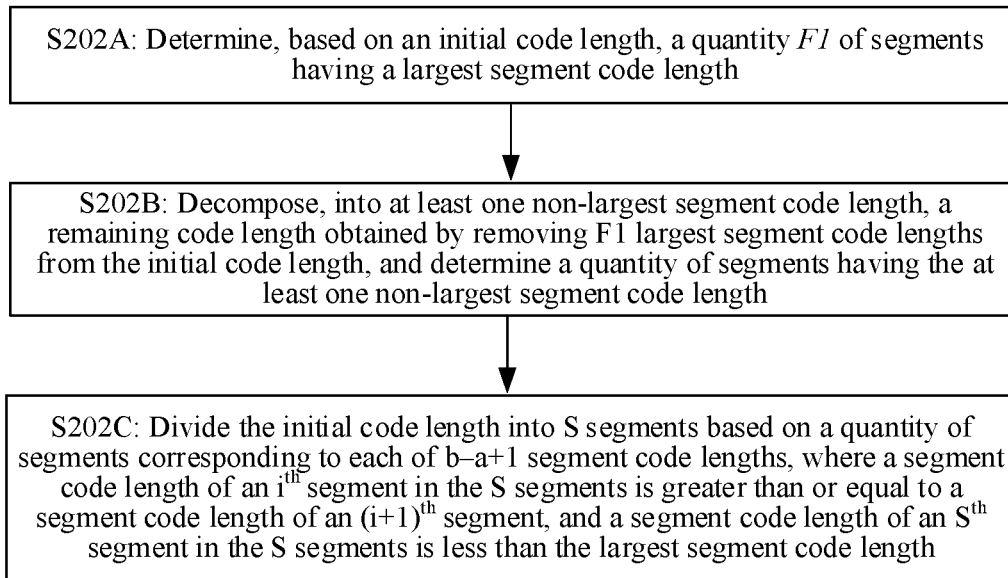 S202A: Determine, based on an initial code length, a quantity F1 of segments
having a largest segment code length
S202B: Decompose, into at least one non-largest segment code length, a
remaining code length obtained by removing F1 largest segment code lengths
from the initial code length, and determine a quantity of segments having the at
least one non-largest segment code length
S202C: Divide the initial code length into S segments based on a quantity of
segments corresponding to each of b–a+1 segment code lengths, where a segment
code length of an iᵗʰ segment in the S segments is greater than or equal to a
segment code length of an (i+1)ᵗʰ segment, and a segment code length of an Sᵗʰ
segment in the S segments is less than the largest segment code length